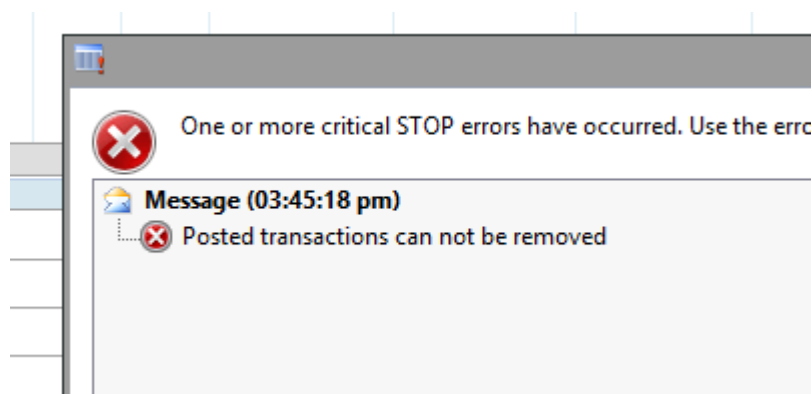 One or more critical STOP errors have occurred. Use the erro
Message (03:45:18 pm)
Posted transactions can not be removed